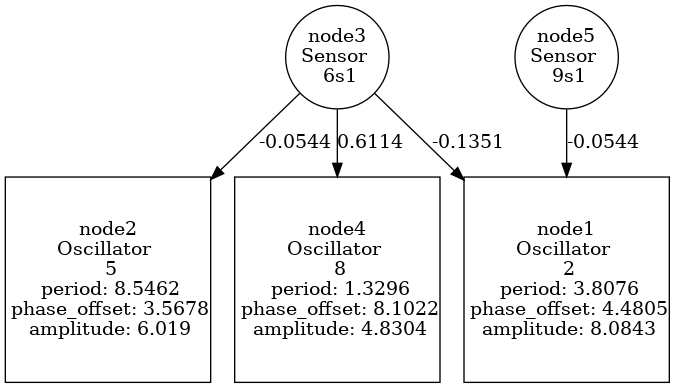 node3
Sensor
6s1
node5
Sensor
9s1
-0.0544
0.6114
-0.1351
-0.0544
node2
Oscillator
5
period: 8.5462
phase_offset: 3.5678
amplitude: 6.019
node4
Oscillator
8
period: 1.3296
phase_offset: 8.1022
amplitude: 4.8304
node1
Oscillator
2
period: 3.8076
phase_offset: 4.4805
amplitude: 8.0843